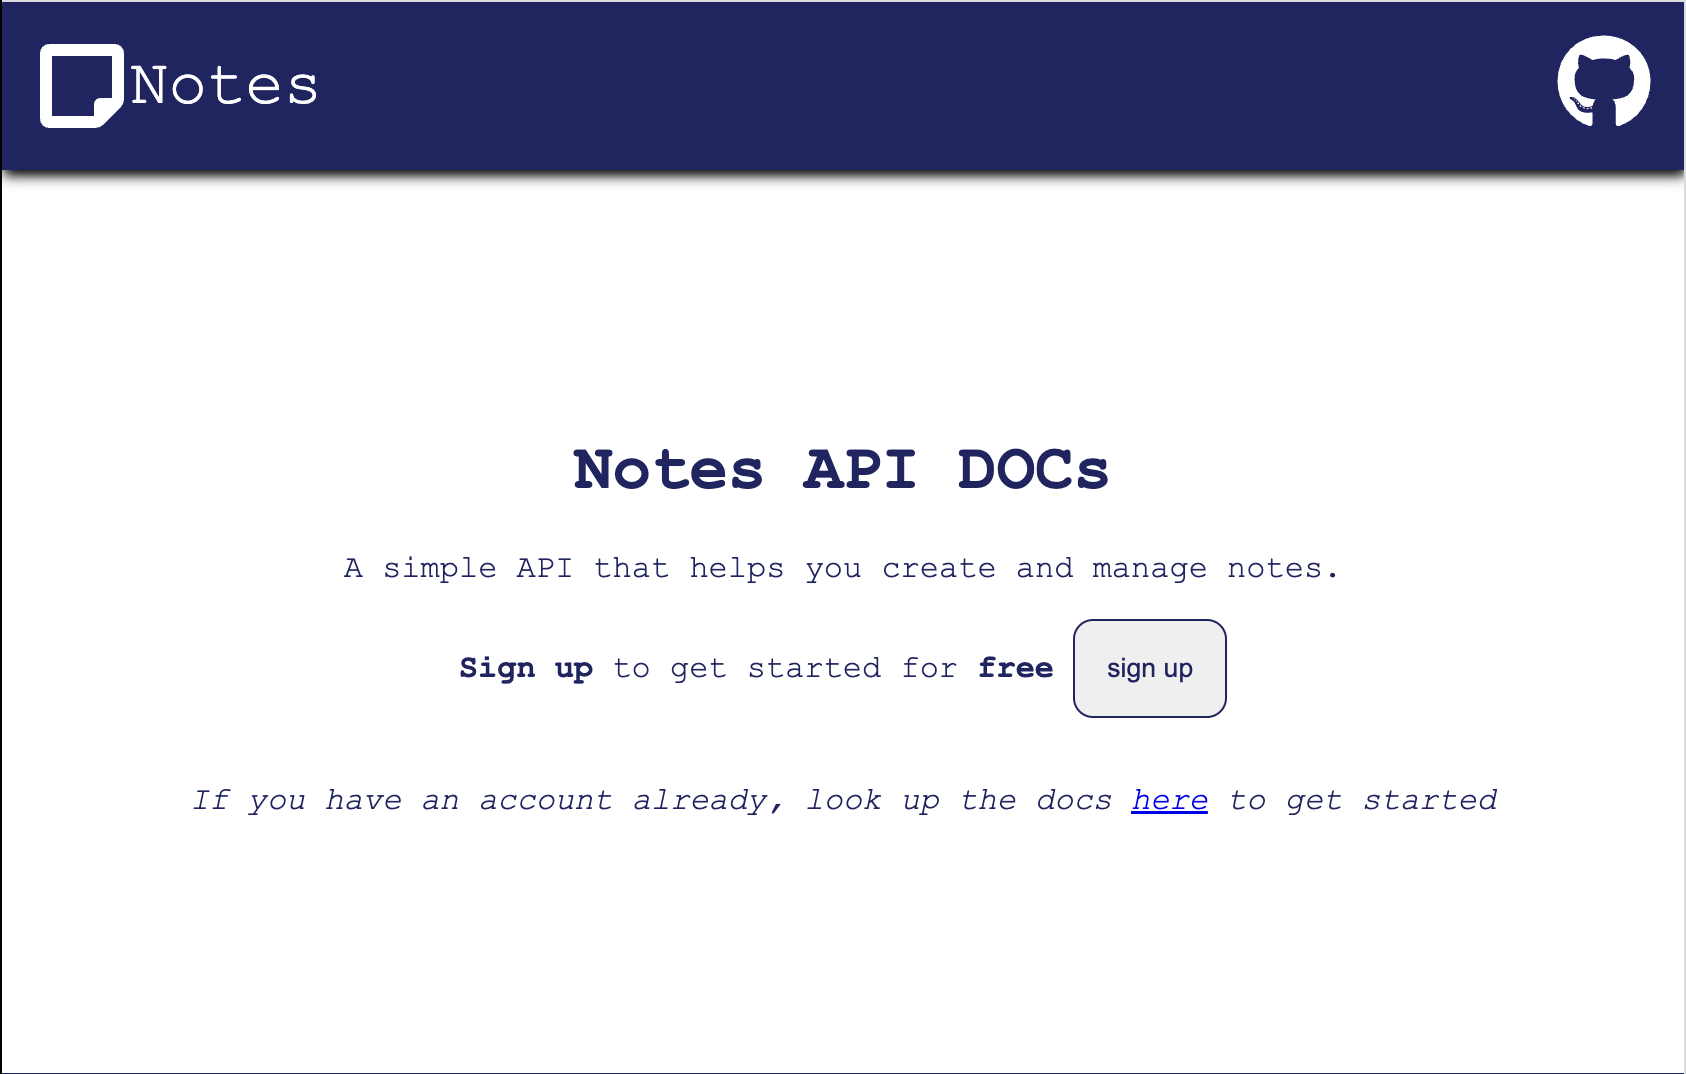 Notes
Notes API DOCs
A simple API that helps you create and manage notes.
Sign up to get started for free sign up
If you have an account already, look up the docs here to get started